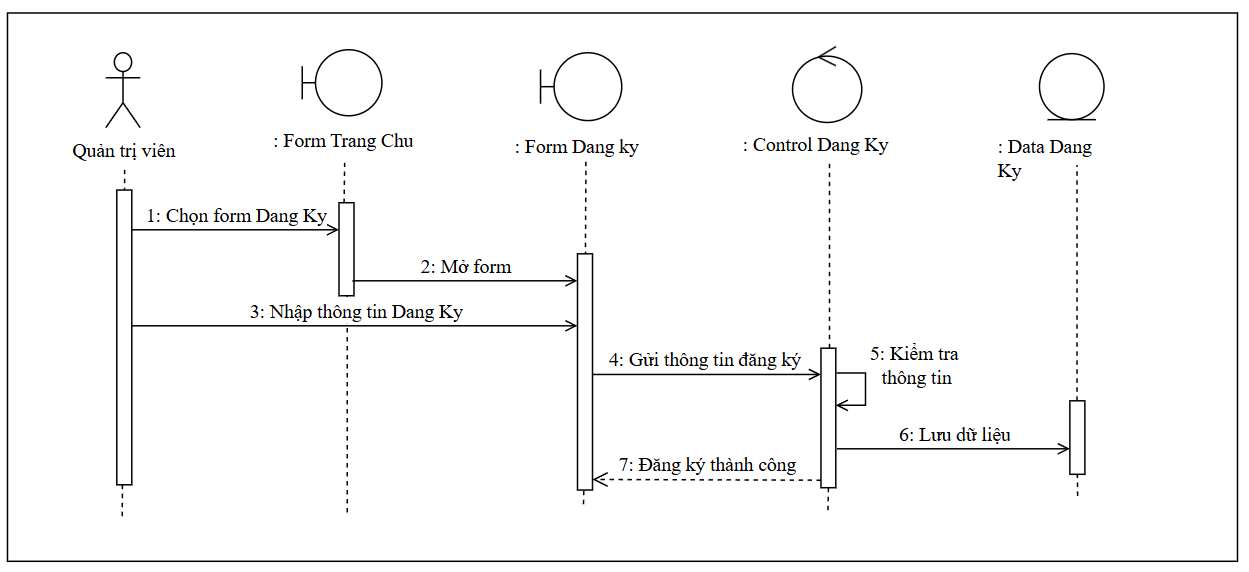 Quản trị viên
: Form Trang Chu
: Form Dang ky
: Control Dang Ky
: Data Dang
Ky
1: Chọn form Dang Ky
2: Mở form
3: Nhập thông tin Dang Ky
4: Gửi thông tin đăng ký
5: Kiểm tra
thông tin
6: Lưu dữ liệu
7: Đăng ký thành công